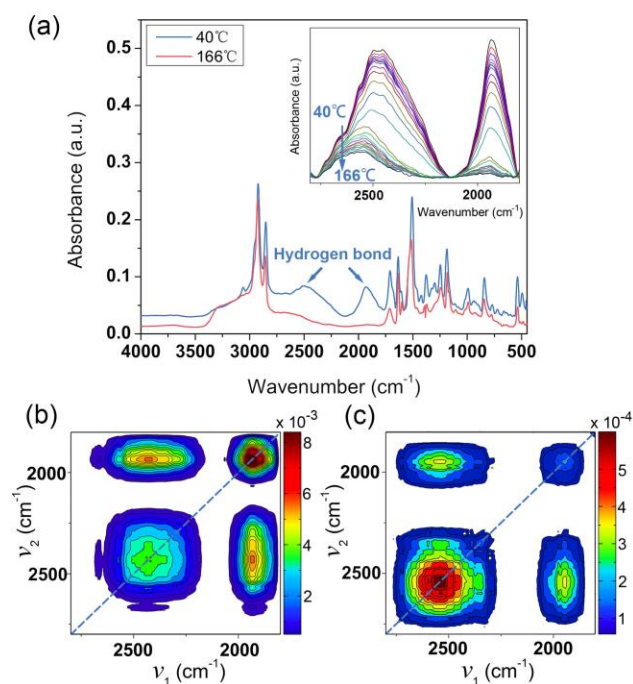 (a)
40℃
166℃
Absorbance (a.u.)
0.5
0.4
0.3
0.2
0.1
0.0
4000 3500 3000 2500 2000 1500 1000 500
Wavenumber (cm⁻¹)
Hydrogen bond
Absorbance (a.u.)
40℃
166℃
2500 2000
Wavenumber (cm⁻¹)
(b)
x 10⁻³
2000
2500
ν₂ (cm⁻¹)
2500 2000
ν₁ (cm⁻¹)
8
6
4
2
(c)
x 10⁻⁴
2000
2500
ν₂ (cm⁻¹)
2500 2000
ν₁ (cm⁻¹)
5
4
3
2
1